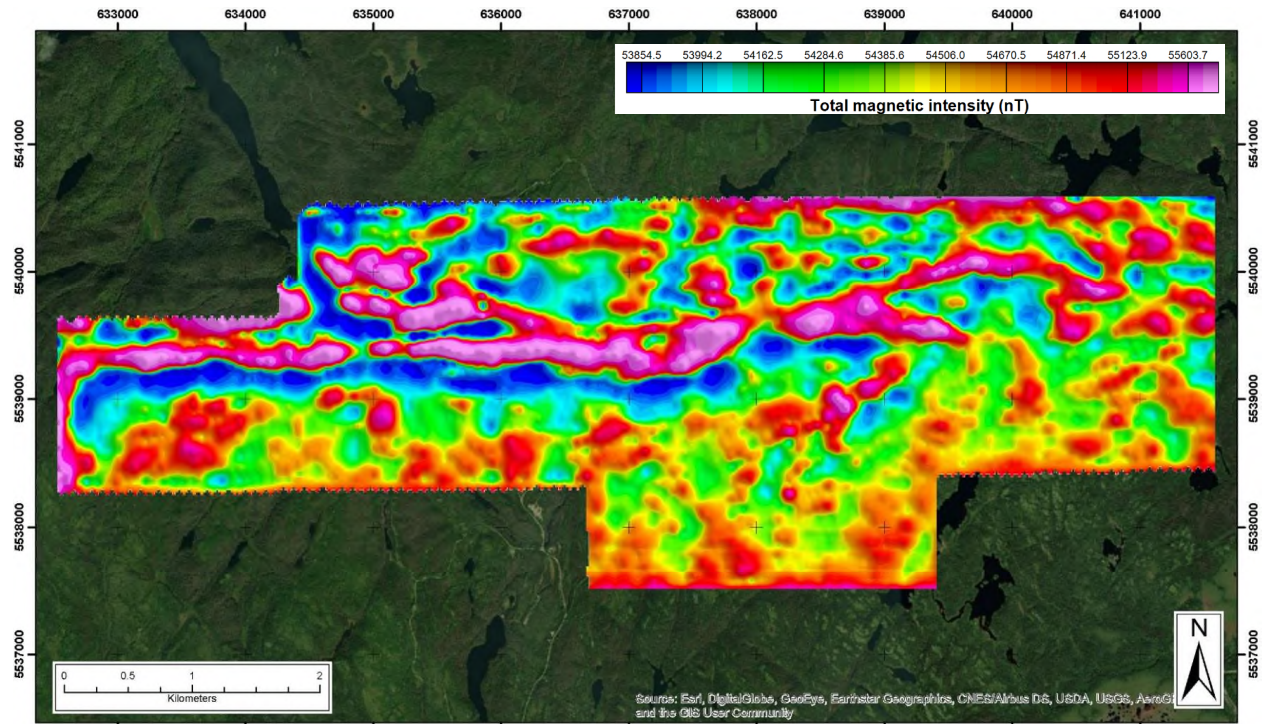 633000 634000 635000 636000 637000 638000 639000 640000 641000
53854.5 53994.2 54162.5 54284.6 54385.6 54506.0 54670.5 54871.4 55123.9 55603.7
Total magnetic intensity (nT)
5541000 5541000
5540000 5540000
5539000 5539000
5538000 5538000
5537000 5537000
N
0 0.5 1 2
Kilometers
Source: Esri, DigitalGlobe, GeoEye, Earthstar Geographics, CNES/Airbus DS, USDA, USGS, AeroG
and the GIS User Community